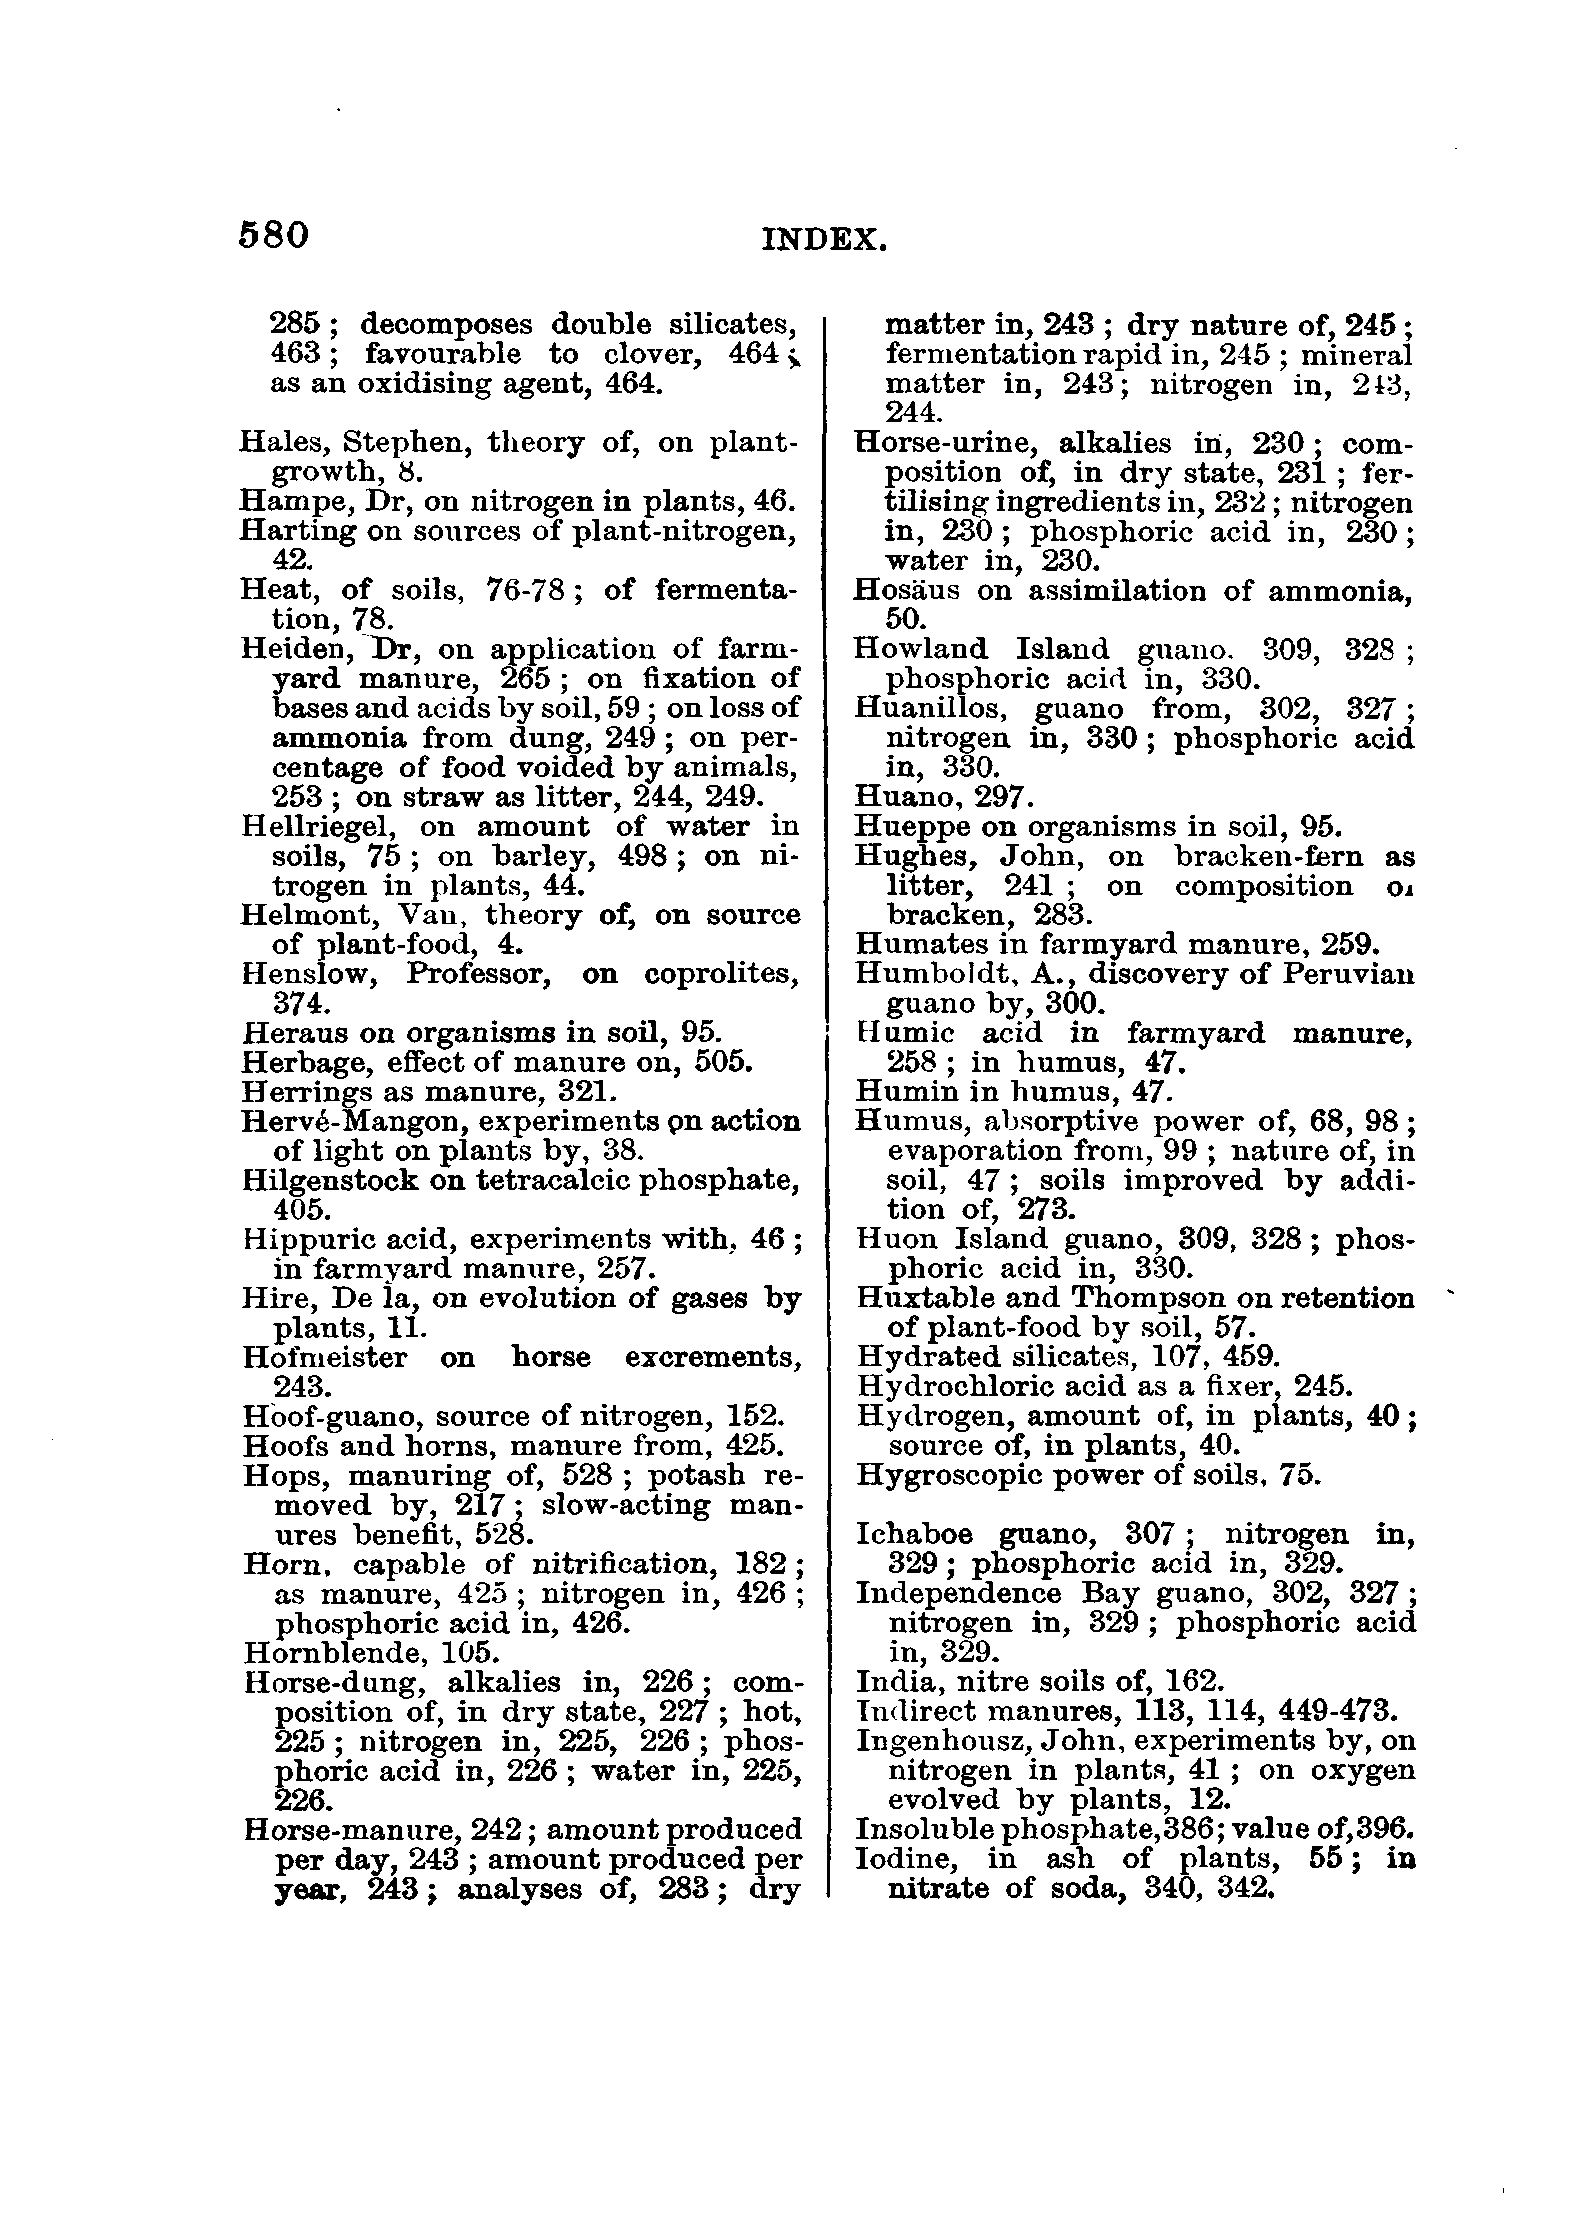 580
INDEX.
285 ; decomposes double silicates,
463 ; favourable to clover, 464 ;
as an oxidising agent, 464.
Hales, Stephen, theory of, on plant-
growth, 8.
Hampe, Dr, on nitrogen in plants, 46.
Harting on sources of plant-nitrogen,
42.
Heat, of soils, 76-78 ; of fermenta-
tion, 78.
Heiden, Dr, on application of farm-
yard manure, 265 ; on fixation of
bases and acids by soil, 59 ; on loss of
ammonia from dung, 249 ; on per-
centage of food voided by animals,
253 ; on straw as litter, 244, 249.
Hellriegel, on amount of water in
soils, 75 ; on barley, 498 ; on ni-
trogen in plants, 44.
Helmont, Van, theory of, on source
of plant-food, 4.
Henslow, Professor, on coprolites,
374.
Heraus on organisms in soil, 95.
Herbage, effect of manure on, 505.
Herrings as manure, 321.
Hervé-Mangon, experiments on action
of light on plants by, 38.
Hilgenstock on tetracalcic phosphate,
405.
Hippuric acid, experiments with, 46 ;
in farmyard manure, 257.
Hire, De la, on evolution of gases by
plants, 11.
Hofmeister on horse excrements,
243.
Hoof-guano, source of nitrogen, 152.
Hoofs and horns, manure from, 425.
Hops, manuring of, 528 ; potash re-
moved by, 217 ; slow-acting man-
ures benefit, 528.
Horn, capable of nitrification, 182 ;
as manure, 425 ; nitrogen in, 426 ;
phosphoric acid in, 426.
Hornblende, 105.
Horse-dung, alkalies in, 226 ; com-
position of, in dry state, 227 ; hot,
225 ; nitrogen in, 225, 226 ; phos-
phoric acid in, 226 ; water in, 225,
226.
Horse-manure, 242 ; amount produced
per day, 243 ; amount produced per
year, 243 ; analyses of, 283 ; dry
matter in, 243 ; dry nature of, 245 ;
fermentation rapid in, 245 ; mineral
matter in, 243 ; nitrogen in, 243,
244.
Horse-urine, alkalies in, 230 ; com-
position of, in dry state, 231 ; fer-
tilising ingredients in, 232 ; nitrogen
in, 230 ; phosphoric acid in, 230 ;
water in, 230.
Hosäus on assimilation of ammonia,
50.
Howland Island guano. 309, 328 ;
phosphoric acid in, 330.
Huanillos, guano from, 302, 327 ;
nitrogen in, 330 ; phosphoric acid
in, 330.
Huano, 297.
Hueppe on organisms in soil, 95.
Hughes, John, on bracken-fern as
litter, 241 ; on composition of
bracken, 283.
Humates in farmyard manure, 259.
Humboldt, A., discovery of Peruvian
guano by, 300.
Humic acid in farmyard manure,
258 ; in humus, 47.
Humin in humus, 47.
Humus, absorptive power of, 68, 98 ;
evaporation from, 99 ; nature of, in
soil, 47 ; soils improved by addi-
tion of, 273.
Huon Island guano, 309, 328 ; phos-
phoric acid in, 330.
Huxtable and Thompson on retention
of plant-food by soil, 57.
Hydrated silicates, 107, 459.
Hydrochloric acid as a fixer, 245.
Hydrogen, amount of, in plants, 40 ;
source of, in plants, 40.
Hygroscopic power of soils, 75.
Ichaboe guano, 307 ; nitrogen in,
329 ; phosphoric acid in, 329.
Independence Bay guano, 302, 327 ;
nitrogen in, 329 ; phosphoric acid
in, 329.
India, nitre soils of, 162.
Indirect manures, 113, 114, 449-473.
Ingenhousz, John, experiments by, on
nitrogen in plants, 41 ; on oxygen
evolved by plants, 12.
Insoluble phosphate, 386 ; value of, 396.
Iodine, in ash of plants, 55 ; in
nitrate of soda, 340, 342.